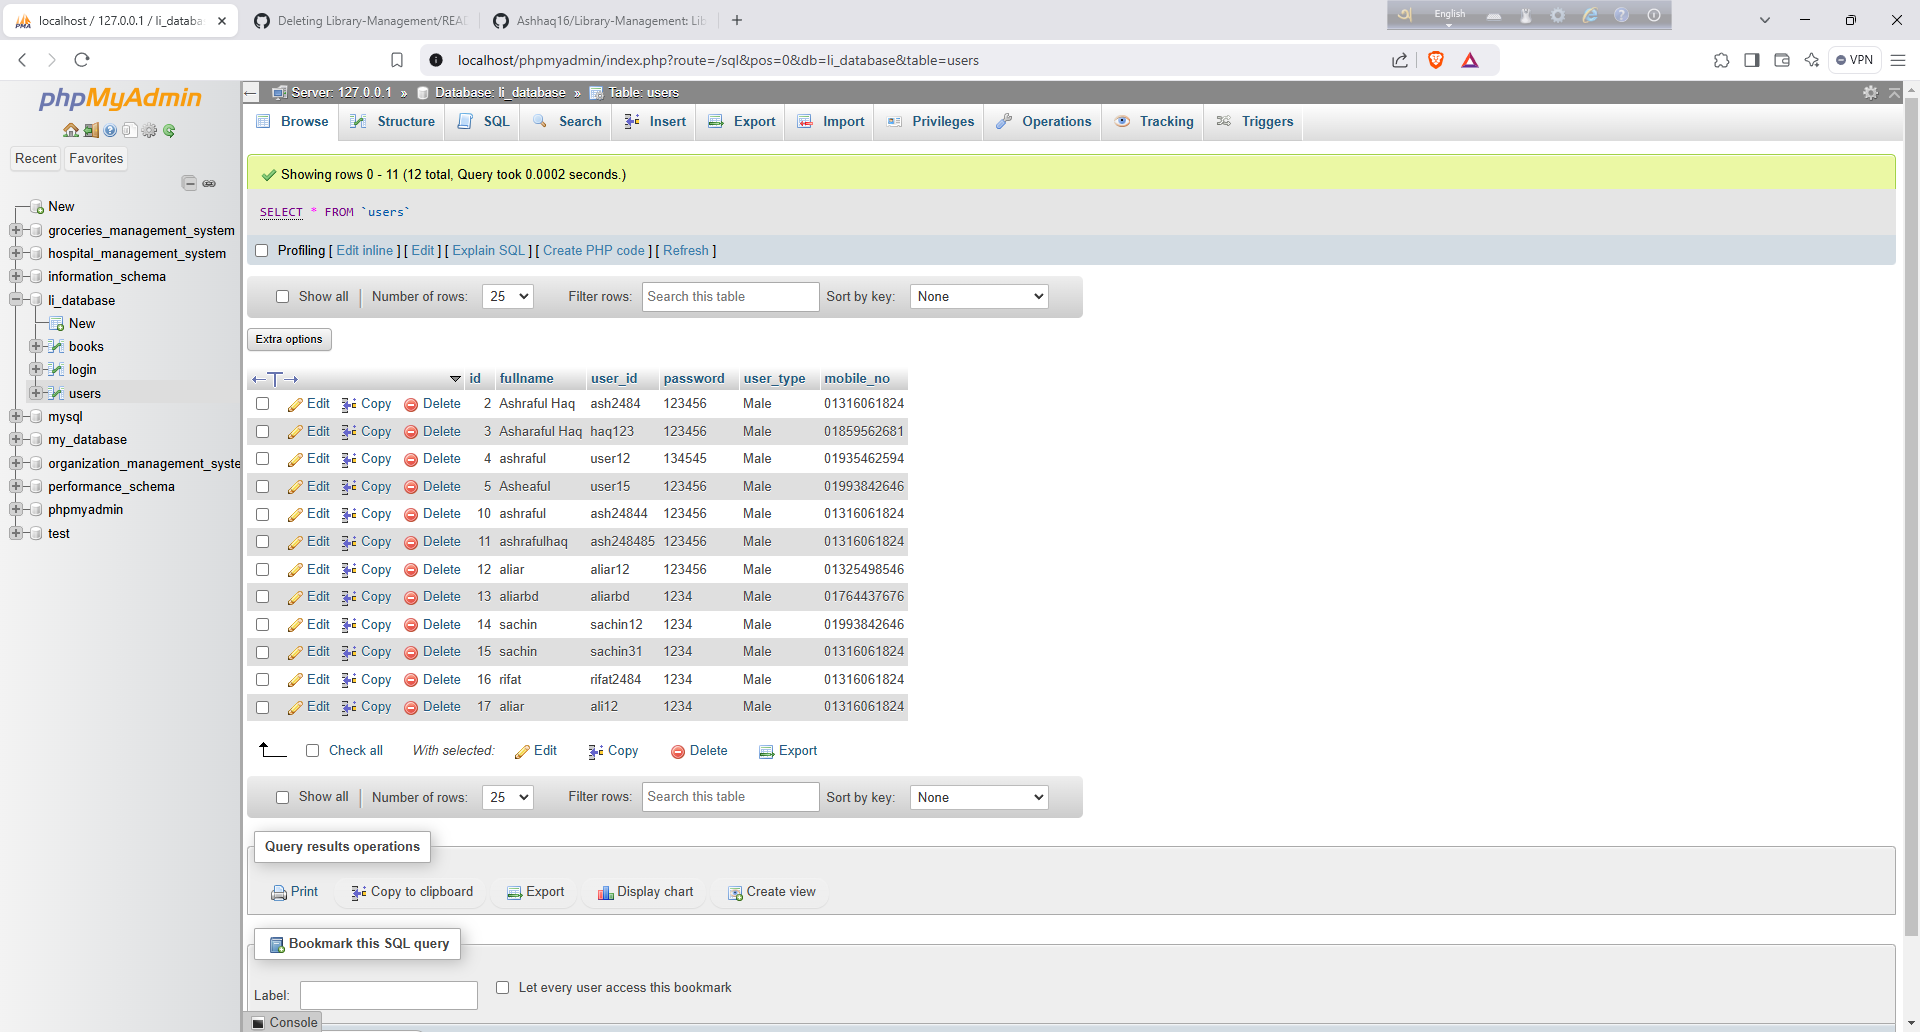 localhost / 127.0.0.1 / li_databa
Deleting Library-Management/REA
Ashhaq16/Library-Management: Lib
English
localhost/phpmyadmin/index.php?route=/sql&pos=0&db=li_database&table=users
VPN
phpMyAdmin
Recent Favorites
New
groceries_management_system
hospital_management_system
information_schema
li_database
New
books
login
users
mysql
my_database
organization_management_syste
performance_schema
phpmyadmin
test
Server: 127.0.0.1 » Database: li_database » Table: users
Browse Structure SQL Search Insert Export Import Privileges Operations Tracking Triggers
Showing rows 0 - 11 (12 total, Query took 0.0002 seconds.)
SELECT * FROM `users`
Profiling [ Edit inline ] [ Edit ] [ Explain SQL ] [ Create PHP code ] [ Refresh ]
Show all | Number of rows: 25 Filter rows: Search this table Sort by key: None
Extra options
id fullname user_id password user_type mobile_no
Edit Copy Delete 2 Ashraful Haq ash2484 123456 Male 01316061824
Edit Copy Delete 3 Asharaful Haq haq123 123456 Male 01859562681
Edit Copy Delete 4 ashraful user12 134545 Male 01935462594
Edit Copy Delete 5 Asheaful user15 123456 Male 01993842646
Edit Copy Delete 10 ashraful ash24844 123456 Male 01316061824
Edit Copy Delete 11 ashrafulhaq ash248485 123456 Male 01316061824
Edit Copy Delete 12 aliar aliar12 123456 Male 01325498546
Edit Copy Delete 13 aliarbd aliarbd 1234 Male 01764437676
Edit Copy Delete 14 sachin sachin12 1234 Male 01993842646
Edit Copy Delete 15 sachin sachin31 1234 Male 01316061824
Edit Copy Delete 16 rifat rifat2484 1234 Male 01316061824
Edit Copy Delete 17 aliar ali12 1234 Male 01316061824
Check all With selected: Edit Copy Delete Export
Show all | Number of rows: 25 Filter rows: Search this table Sort by key: None
Query results operations
Print Copy to clipboard Export Display chart Create view
Bookmark this SQL query
Label: Let every user access this bookmark
Console